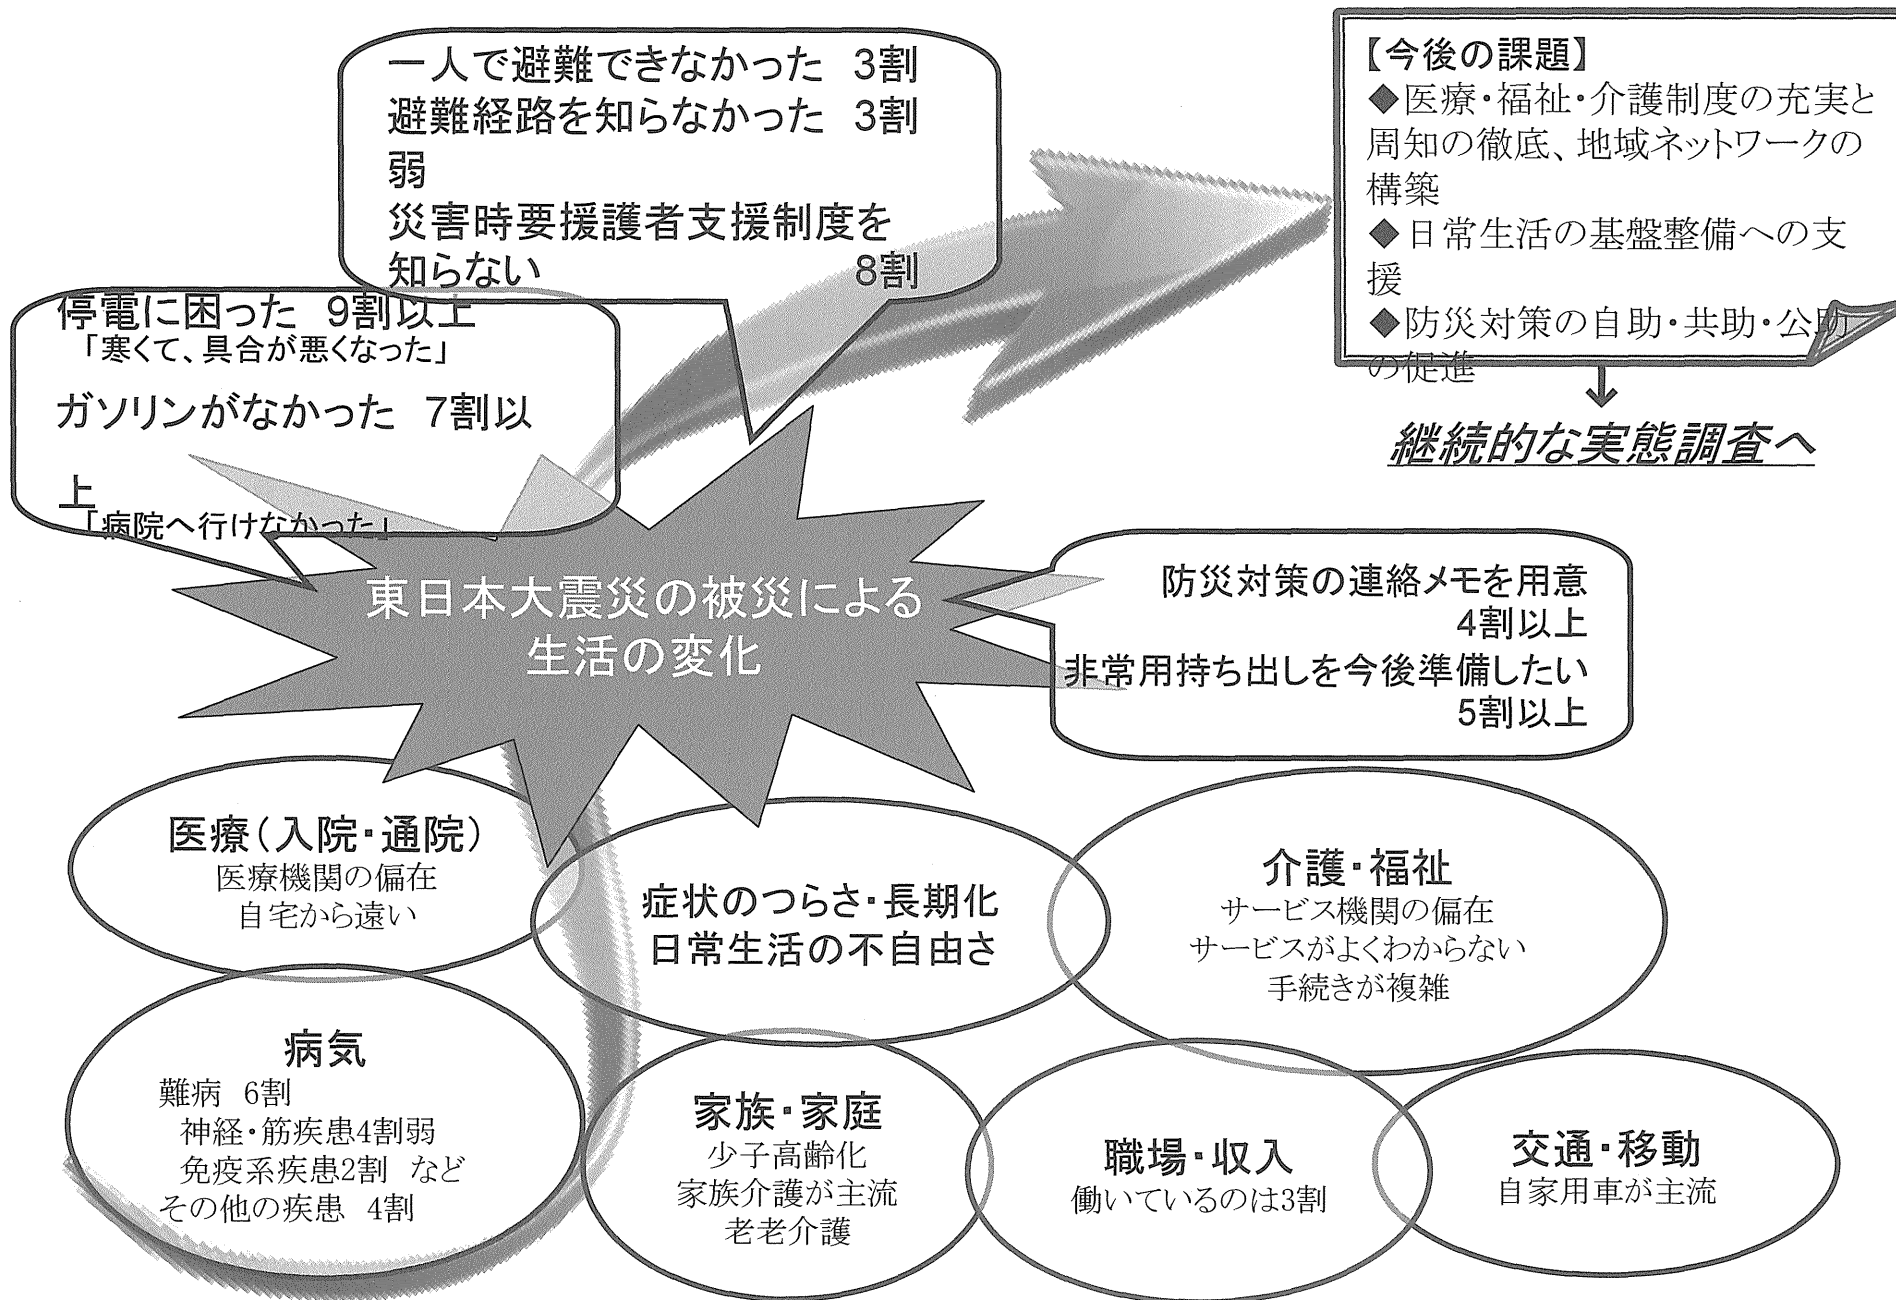 一人で避難できなかった 3割
避難経路を知らなかった 3割
弱
災害時要援護者支援制度を
知らない 8割
【今後の課題】
◆医療・福祉・介護制度の充実と
周知の徹底、地域ネットワークの
構築
◆日常生活の基盤整備への支
援
◆防災対策の自助・共助・公助
の促進
継続的な実態調査へ
停電に困った 9割以上
「寒くて、具合が悪くなった」
ガソリンがなかった 7割以
上
「病院へ行けなかった」
東日本大震災の被災による
生活の変化
防災対策の連絡メモを用意
4割以上
非常用持ち出しを今後準備したい
5割以上
医療(入院・通院)
医療機関の偏在
自宅から遠い
症状のつらさ・長期化
日常生活の不自由さ
介護・福祉
サービス機関の偏在
サービスがよくわからない
手続きが複雑
病気
難病 6割
神経・筋疾患4割弱
免疫系疾患2割 など
その他の疾患 4割
家族・家庭
少子高齢化
家族介護が主流
老老介護
職場・収入
働いているのは3割
交通・移動
自家用車が主流